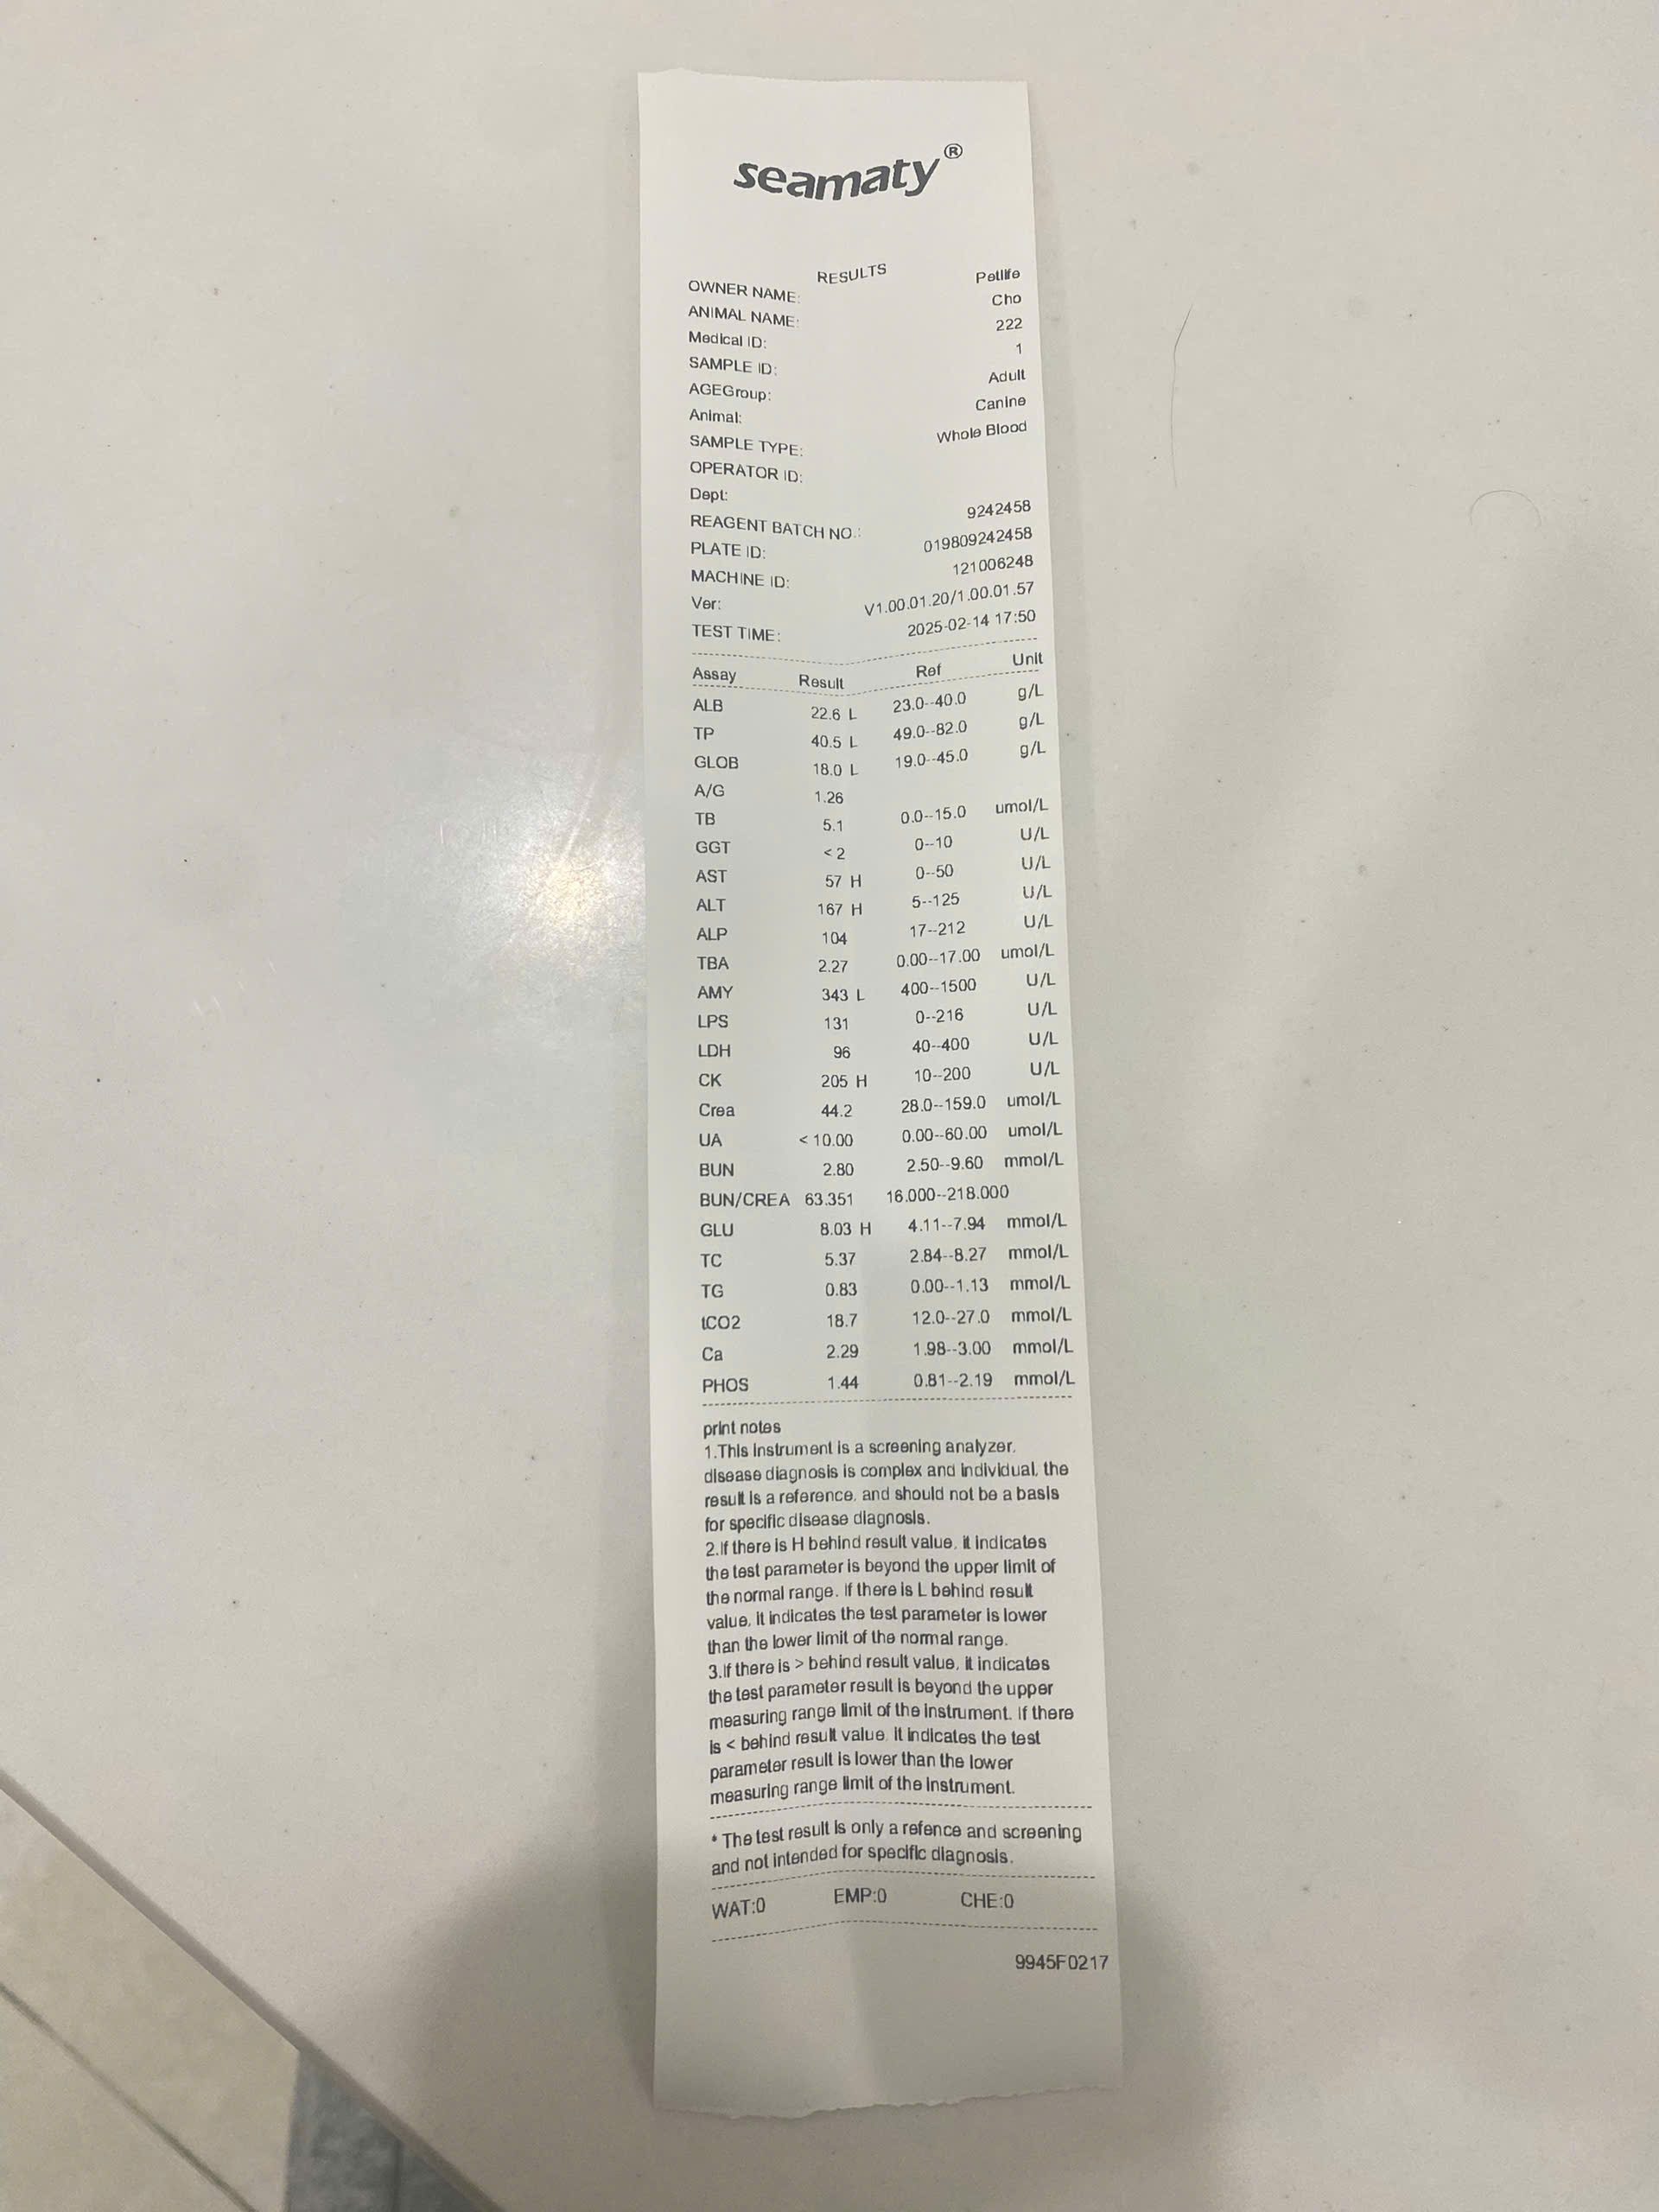 seamaty®
RESULTS
OWNER NAME: Petlife
ANIMAL NAME: Cho
Medical ID: 222
SAMPLE ID: 1
AGEGroup: Adult
Animal: Canine
SAMPLE TYPE: Whole Blood
OPERATOR ID:
Dept:
REAGENT BATCH NO.: 9242458
PLATE ID: 019809242458
MACHINE ID: 121006248
Ver: V1.00.01.20/1.00.01.57
TEST TIME: 2025-02-14 17:50
Assay Result Ref Unit
ALB 22.6 L 23.0--40.0 g/L
TP 40.5 L 49.0--82.0 g/L
GLOB 18.0 L 19.0--45.0 g/L
A/G 1.26
TB 5.1 0.0--15.0 umol/L
GGT <2 0--10 U/L
AST 57 H 0--50 U/L
ALT 167 H 5--125 U/L
ALP 104 17--212 U/L
TBA 2.27 0.00--17.00 umol/L
AMY 343 L 400--1500 U/L
LPS 131 0--216 U/L
LDH 96 40--400 U/L
CK 205 H 10--200 U/L
Crea 44.2 28.0--159.0 umol/L
UA <10.00 0.00--60.00 umol/L
BUN 2.80 2.50--9.60 mmol/L
BUN/CREA 63.351 16.000--218.000
GLU 8.03 H 4.11--7.94 mmol/L
TC 5.37 2.84--8.27 mmol/L
TG 0.83 0.00--1.13 mmol/L
tCO2 18.7 12.0--27.0 mmol/L
Ca 2.29 1.98--3.00 mmol/L
PHOS 1.44 0.81--2.19 mmol/L
print notes
1.This instrument is a screening analyzer.
disease diagnosis is complex and individual, the
result is a reference. and should not be a basis
for specific disease diagnosis.
2.If there is H behind result value, it indicates
the test parameter is beyond the upper limit of
the normal range. If there is L behind result
value, it indicates the test parameter is lower
than the lower limit of the normal range.
3.If there is > behind result value, it indicates
the test parameter result is beyond the upper
measuring range limit of the instrument. If there
is < behind result value. It indicates the test
parameter result is lower than the lower
measuring range limit of the instrument.
* The test result is only a refence and screening
and not intended for specific diagnosis.
WAT:0 EMP:0 CHE:0
9945F0217